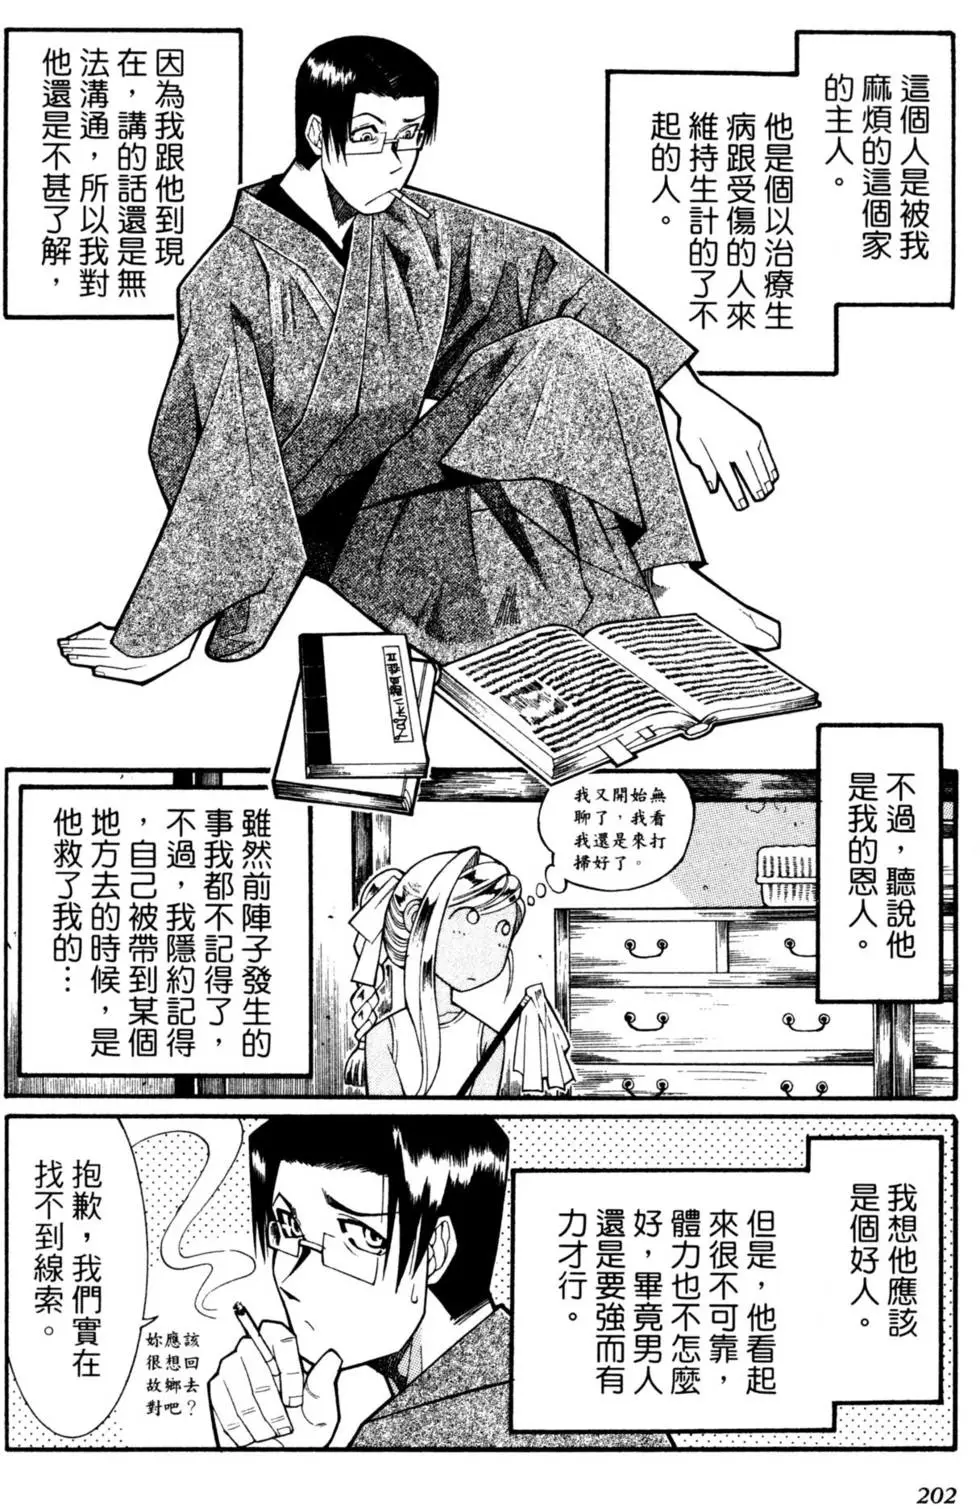 這個人是被我
麻煩的這個家
的主人。
他是個以治療生
病跟受傷的人來
維持生計的了不
起的人。
因為我跟他到現
在，講的話還是無
法溝通，所以我對
他還是不甚了解，
不過，聽說他
是我的恩人。
我又開始無
聊了，我看
我還是來打
掃好了。
雖然前陣子發生的
事我都不記得了，
不過，我隱約記得
，自己被帶到某個
地方去的時候，是
他救了我的…
我想他應該
是個好人。
但是，他看起
來很不可靠，
體力也不怎麼
好，畢竟男人
還是要強而有
力才行。
抱歉，我們實在
找不到線索。
妳應該
很想回
故鄉去
對吧？
202